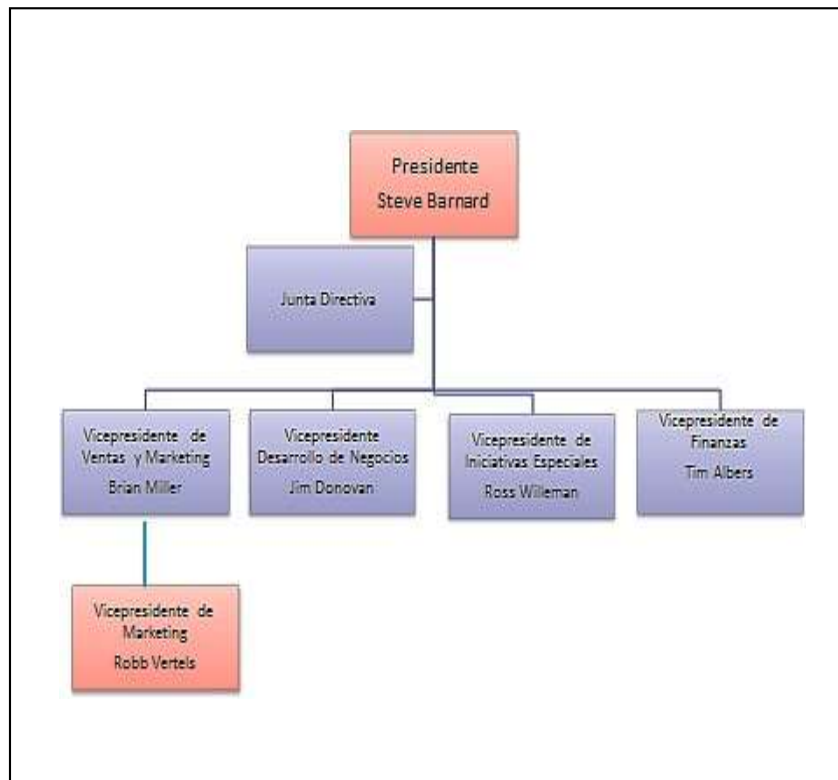 Presidente
Steve Barnard
Junta Directiva
Vicepresidente de
Ventas y Marketing
Brian Miller
Vicepresidente
Desarrollo de Negocios
Jim Donovan
Vicepresidente de
Iniciativas Especiales
Ross Willeman
Vicepresidente de
Finanzas
Tim Albers
Vicepresidente de
Marketing
Robb Vertels